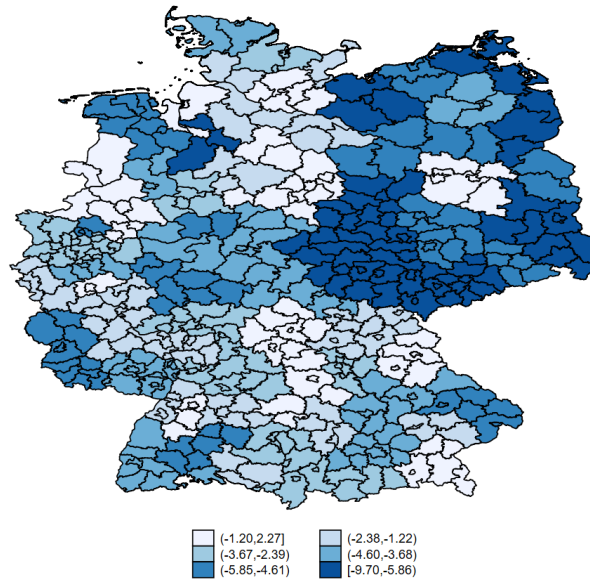 (-1.20,2.27] (-2.38,-1.22)
(-3.67,-2.39) (-4.60,-3.68)
(-5.85,-4.61) [-9.70,-5.86)